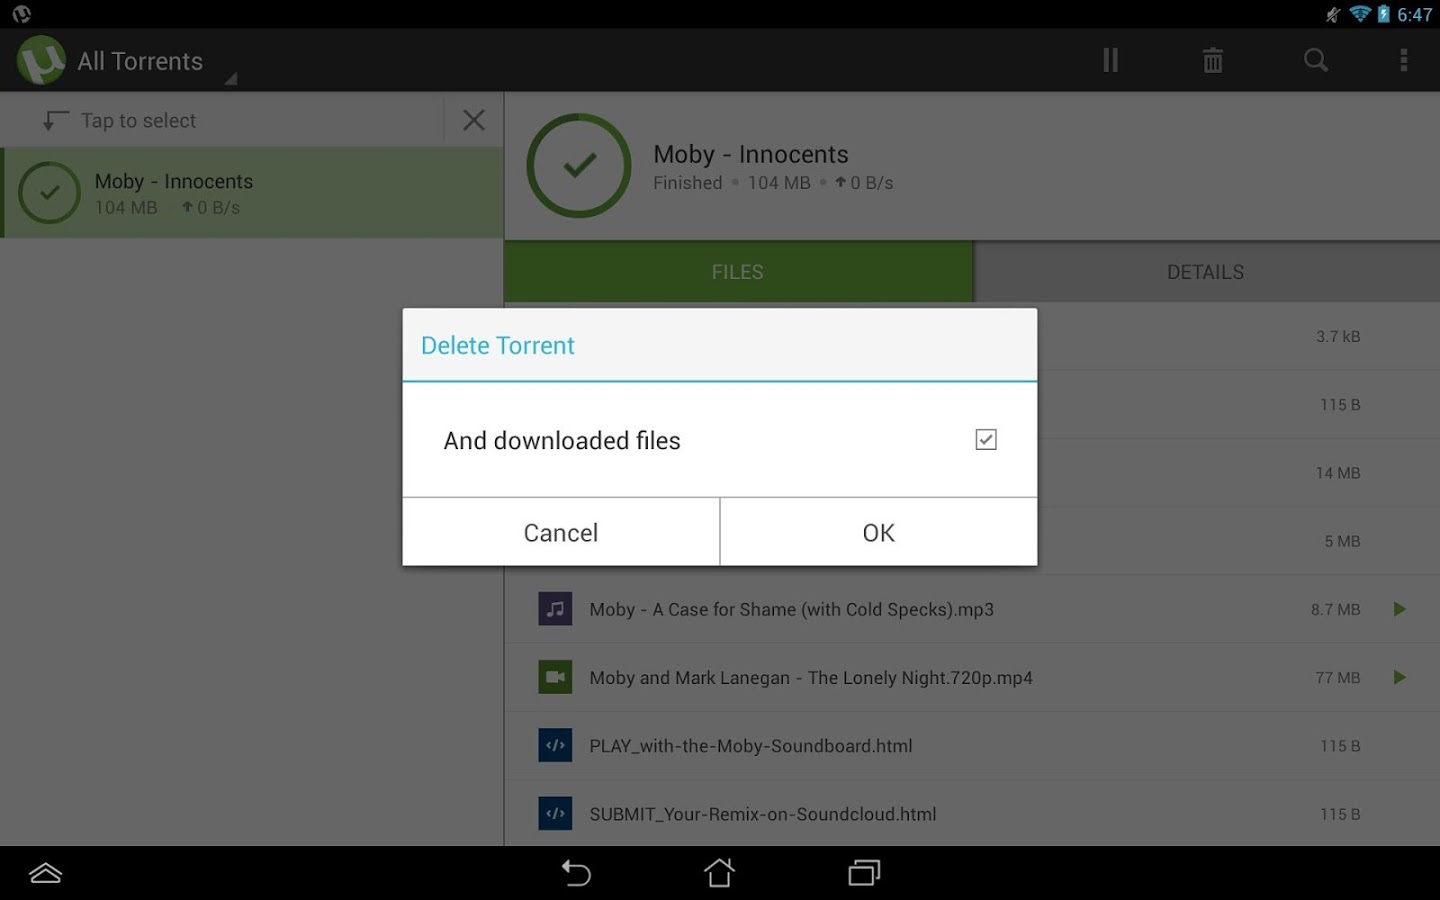 6:47
All Torrents
Tap to select
Moby - Innocents
104 MB 0 B/s
Moby - Innocents
Finished • 104 MB • 0 B/s
FILES
DETAILS
3.7 kB
115 B
14 MB
5 MB
Delete Torrent
And downloaded files
Cancel
OK
Moby - A Case for Shame (with Cold Specks).mp3 8.7 MB
Moby and Mark Lanegan - The Lonely Night.720p.mp4 77 MB
PLAY_with-the-Moby-Soundboard.html 115 B
SUBMIT_Your-Remix-on-Soundcloud.html 115 B